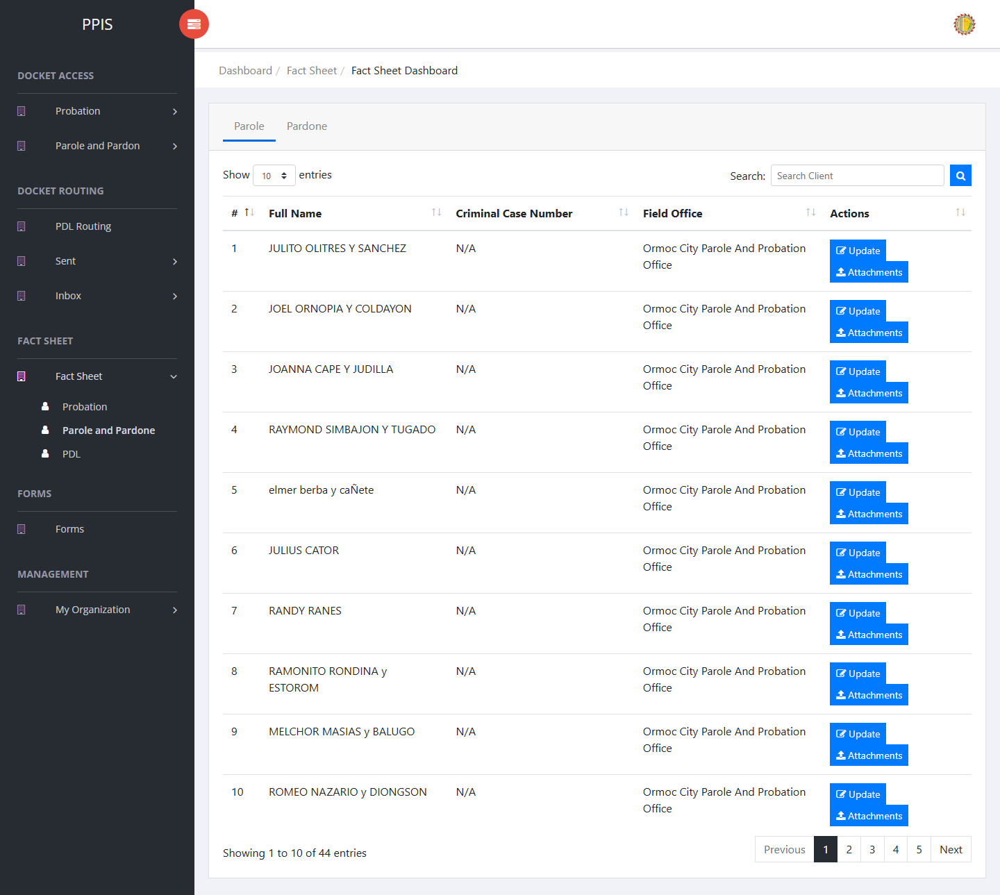 PPIS
DOCKET ACCESS
Probation
Parole and Pardon
DOCKET ROUTING
PDL Routing
Sent
Inbox
FACT SHEET
Fact Sheet
Probation
Parole and Pardone
PDL
FORMS
Forms
MANAGEMENT
My Organization
Dashboard / Fact Sheet / Fact Sheet Dashboard
Parole Pardone
Show 10 entries Search: Search Client
# Full Name Criminal Case Number Field Office Actions
1 JULITO OLITRES Y SANCHEZ N/A Ormoc City Parole And Probation Update
Office Attachments
2 JOEL ORNOPIA Y COLDAYON N/A Ormoc City Parole And Probation Update
Office Attachments
3 JOANNA CAPE Y JUDILLA N/A Ormoc City Parole And Probation Update
Office Attachments
4 RAYMOND SIMBAJON Y TUGADO N/A Ormoc City Parole And Probation Update
Office Attachments
5 elmer berba y caÑete N/A Ormoc City Parole And Probation Update
Office Attachments
6 JULIUS CATOR N/A Ormoc City Parole And Probation Update
Office Attachments
7 RANDY RANES N/A Ormoc City Parole And Probation Update
Office Attachments
8 RAMONITO RONDINA y N/A Ormoc City Parole And Probation Update
ESTOROM Office Attachments
9 MELCHOR MASIAS y BALUGO N/A Ormoc City Parole And Probation Update
Office Attachments
10 ROMEO NAZARIO y DIONGSON N/A Ormoc City Parole And Probation Update
Office Attachments
Showing 1 to 10 of 44 entries Previous 1 2 3 4 5 Next